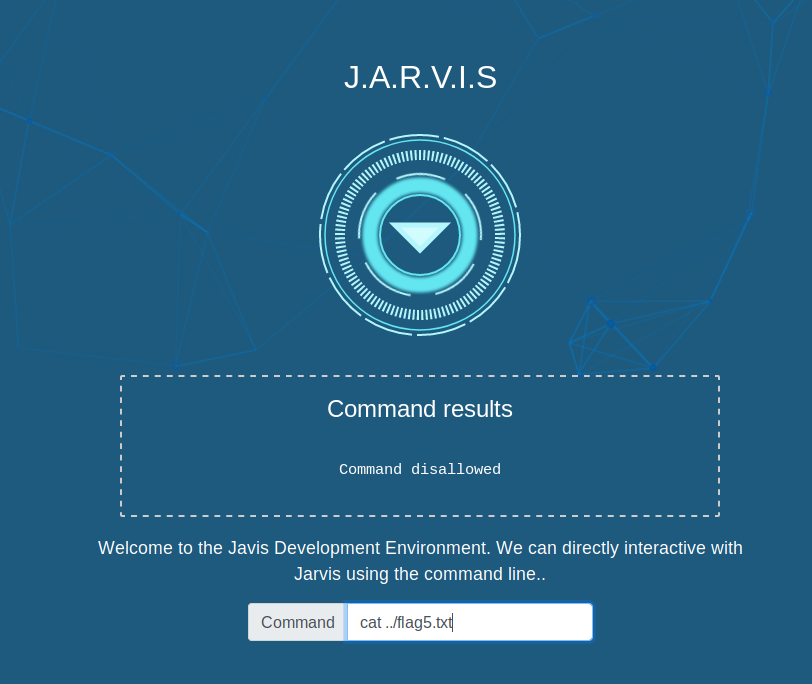 J.A.R.V.I.S
Command results
Command disallowed
Welcome to the Javis Development Environment. We can directly interactive with
Jarvis using the command line..
Command cat ../flag5.txt